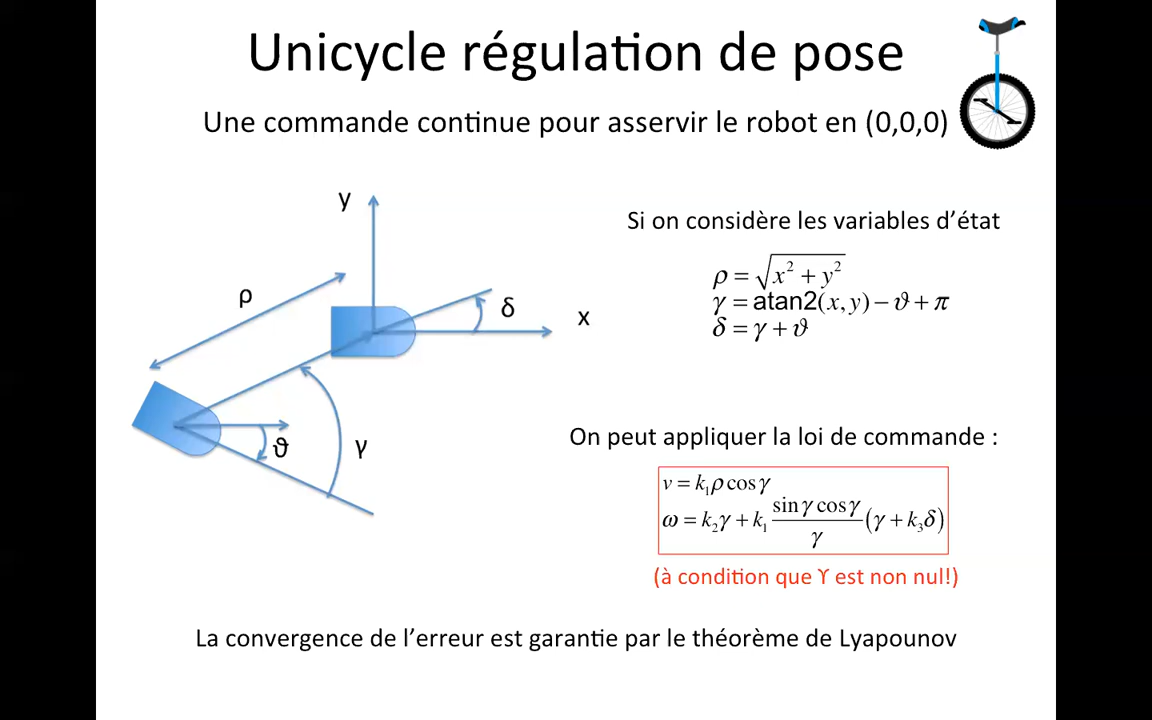 Unicycle régulation de pose
Une commande continue pour asservir le robot en (0,0,0)
y
ρ
δ
x
ϑ
γ
Si on considère les variables d'état
ρ = √(x² + y²)
γ = atan2(x, y) − ϑ + π
δ = γ + ϑ
On peut appliquer la loi de commande :
v = k₁ρ cos γ
ω = k₂γ + k₁ (sin γ cos γ / γ) (γ + k₃δ)
(à condition que ϒ est non nul!)
La convergence de l'erreur est garantie par le théorème de Lyapounov